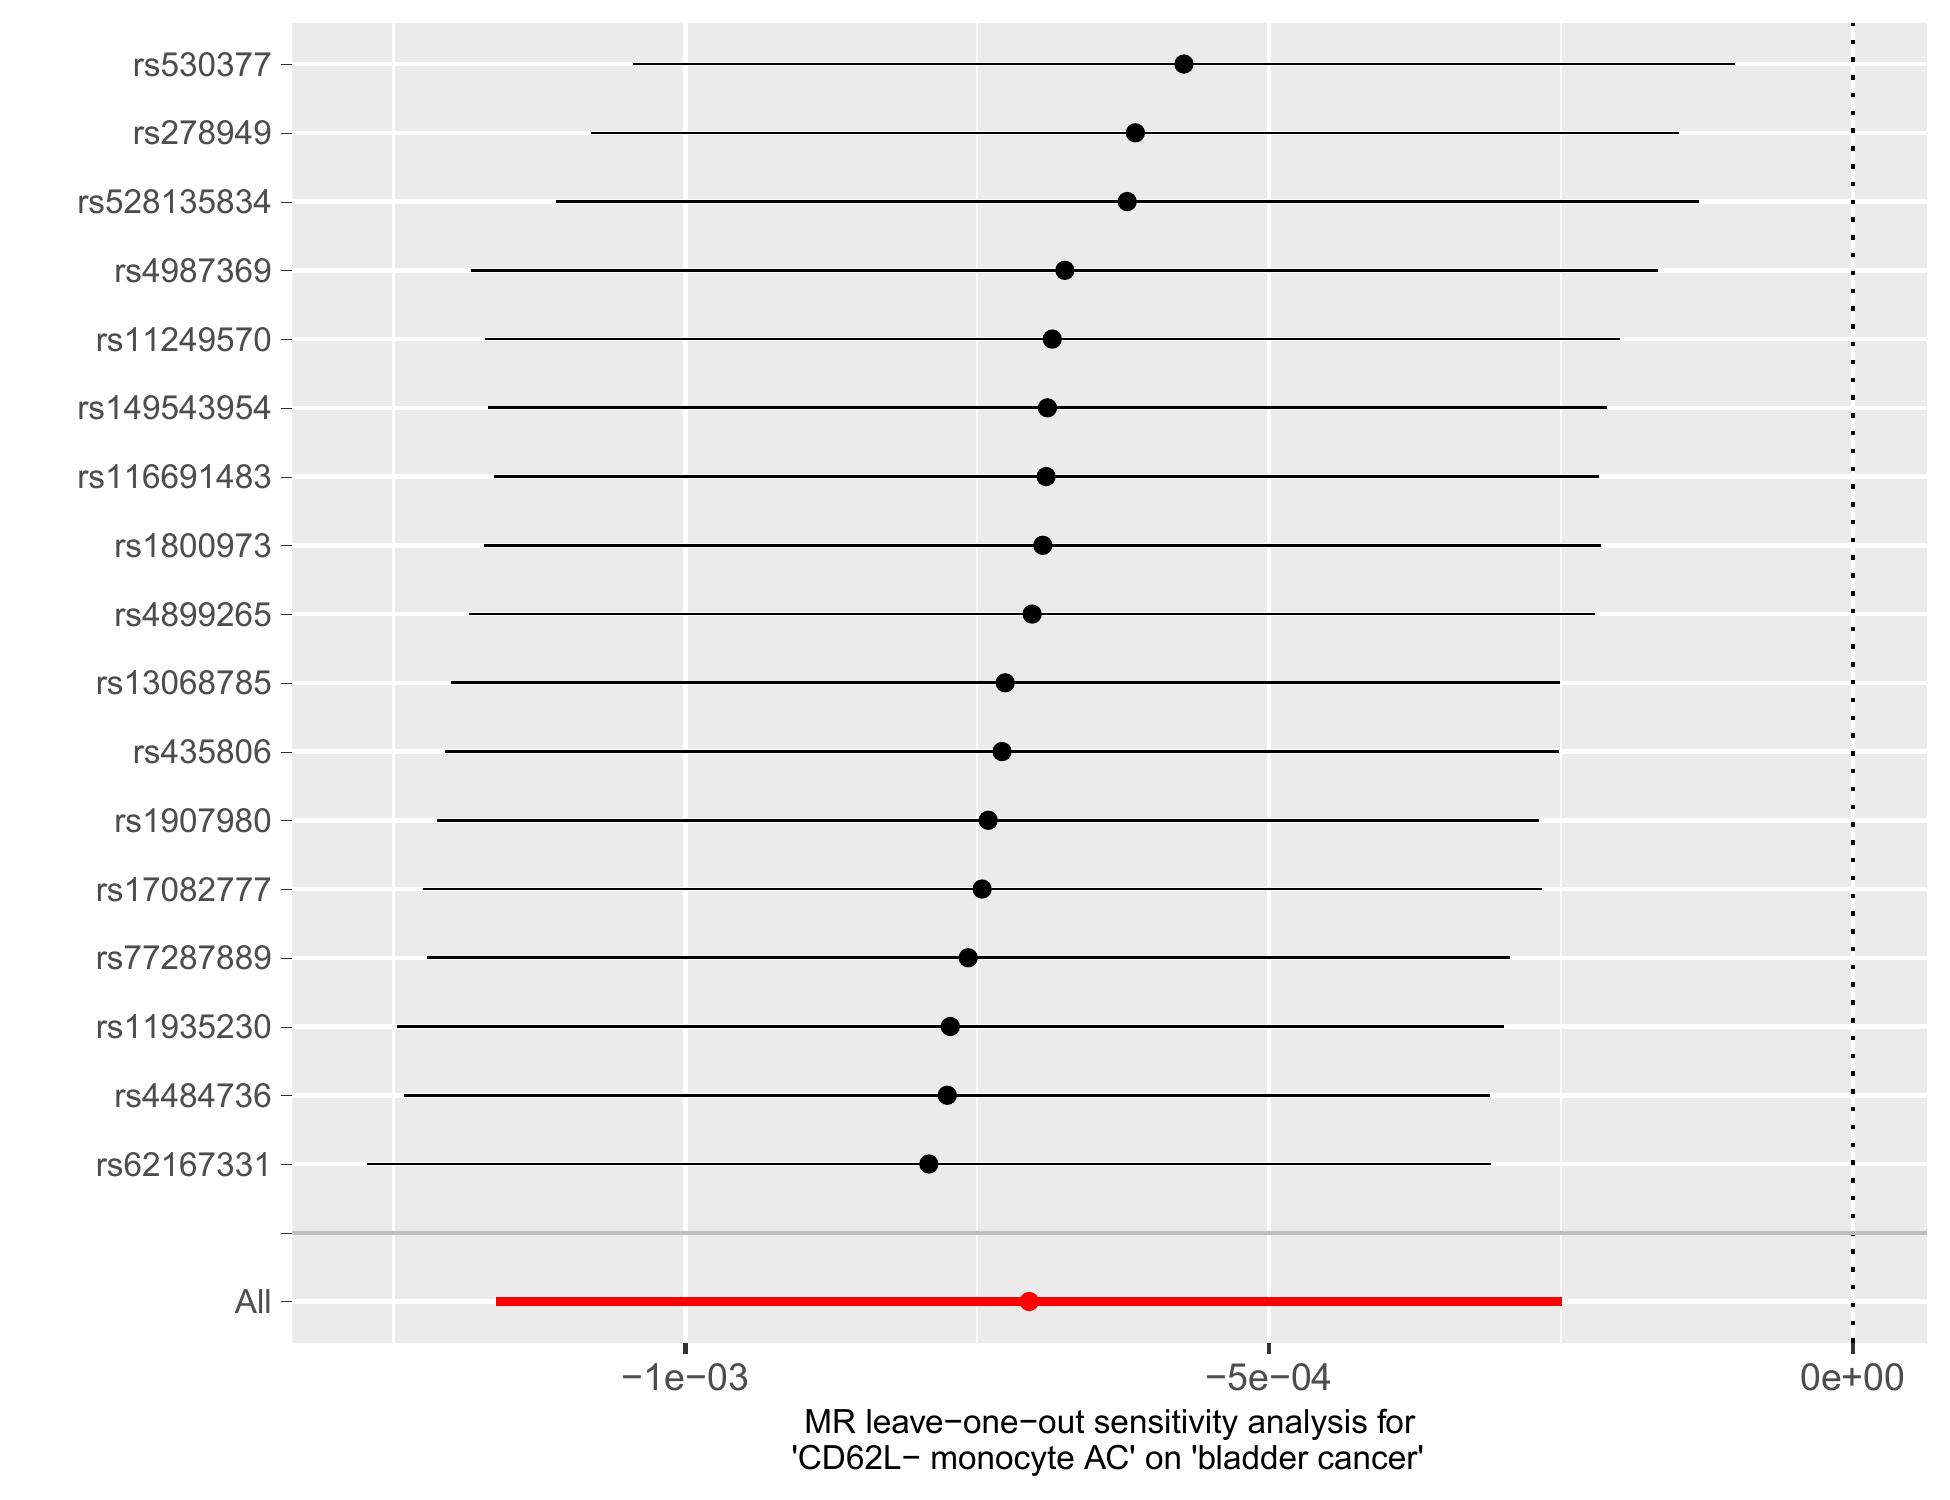 rs530377
rs278949
rs528135834
rs4987369
rs11249570
rs149543954
rs116691483
rs1800973
rs4899265
rs13068785
rs435806
rs1907980
rs17082777
rs77287889
rs11935230
rs4484736
rs62167331
All
−1e−03 −5e−04 0e+00
MR leave−one−out sensitivity analysis for
'CD62L− monocyte AC' on 'bladder cancer'